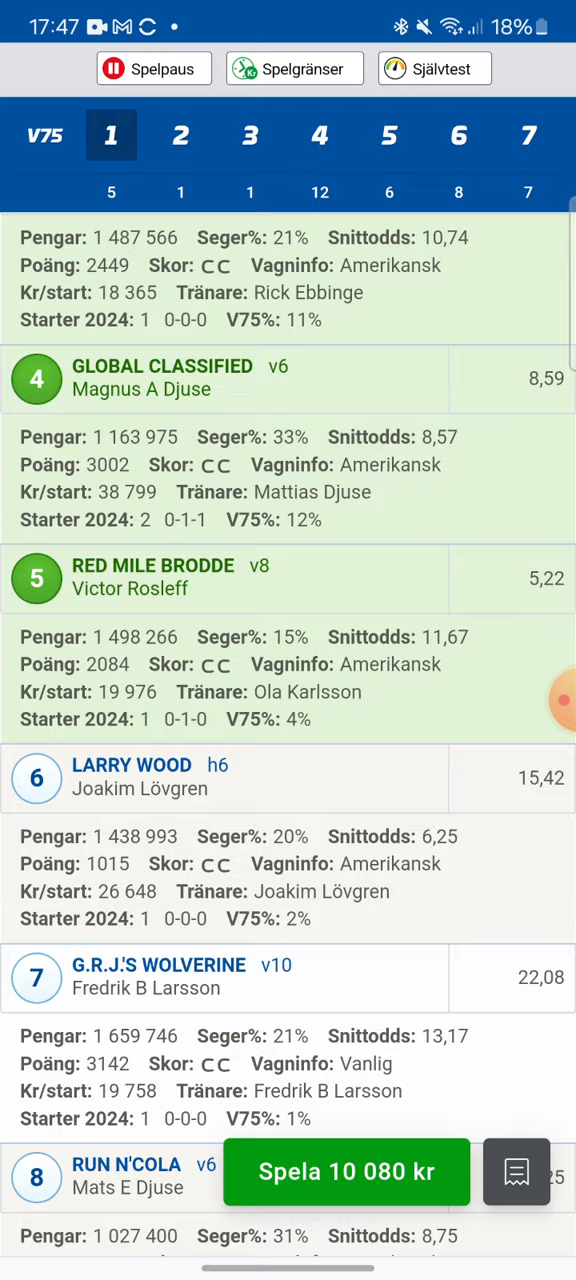 17:47 18%
Spelpaus Spelgränser Självtest
V75 1 2 3 4 5 6 7
5 1 1 12 6 8 7
Pengar: 1 487 566 Seger%: 21% Snittodds: 10,74
Poäng: 2449 Skor: C C Vagninfo: Amerikansk
Kr/start: 18 365 Tränare: Rick Ebbinge
Starter 2024: 1 0-0-0 V75%: 11%
4 GLOBAL CLASSIFIED v6 8,59
Magnus A Djuse
Pengar: 1 163 975 Seger%: 33% Snittodds: 8,57
Poäng: 3002 Skor: C C Vagninfo: Amerikansk
Kr/start: 38 799 Tränare: Mattias Djuse
Starter 2024: 2 0-1-1 V75%: 12%
5 RED MILE BRODDE v8 5,22
Victor Rosleff
Pengar: 1 498 266 Seger%: 15% Snittodds: 11,67
Poäng: 2084 Skor: C C Vagninfo: Amerikansk
Kr/start: 19 976 Tränare: Ola Karlsson
Starter 2024: 1 0-1-0 V75%: 4%
6 LARRY WOOD h6 15,42
Joakim Lövgren
Pengar: 1 438 993 Seger%: 20% Snittodds: 6,25
Poäng: 1015 Skor: C C Vagninfo: Amerikansk
Kr/start: 26 648 Tränare: Joakim Lövgren
Starter 2024: 1 0-0-0 V75%: 2%
7 G.R.J.'S WOLVERINE v10 22,08
Fredrik B Larsson
Pengar: 1 659 746 Seger%: 21% Snittodds: 13,17
Poäng: 3142 Skor: C C Vagninfo: Vanlig
Kr/start: 19 758 Tränare: Fredrik B Larsson
Starter 2024: 1 0-0-0 V75%: 1%
8 RUN N'COLA v6
Mats E Djuse
Spela 10 080 kr
Pengar: 1 027 400 Seger%: 31% Snittodds: 8,75